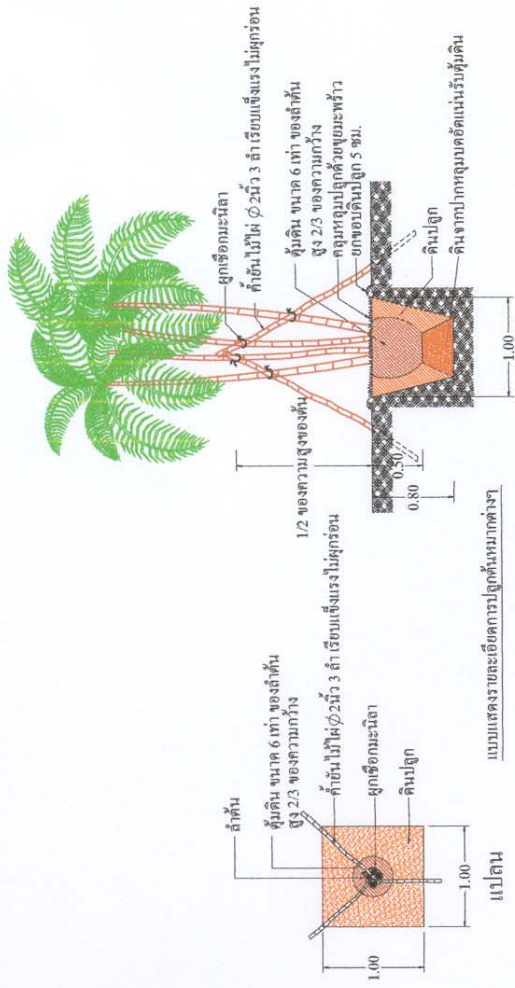 ลำต้น
ตุ้มดิน ขนาด 6 เท่า ของลำต้น
สูง 2/3 ของความกว้าง
ค้ำยันไม้ไผ่ ∅ 2นิ้ว 3 ลำ เรียบแข็งแรงไม่ผุกร่อน
ผูกเชือกมะนิลา
ดินปลูก
1.00
1.00
แปลน
ผูกเชือกมะนิลา
ค้ำยันไม้ไผ่ ∅ 2นิ้ว 3 ลำ เรียบแข็งแรงไม่ผุกร่อน
ตุ้มดิน ขนาด 6 เท่า ของลำต้น
สูง 2/3 ของความกว้าง
คลุมหลุมปลูกด้วยขุยมะพร้าว
ยกขอบดินปลูก 5 ซม.
ดินปลูก
ดินจากปากหลุมบดอัดแน่นรับตุ้มดิน
1/2 ของความสูงของต้น
0.50
0.80
1.00
แบบแสดงรายละเอียดการปลูกต้นหมากต่างๆ